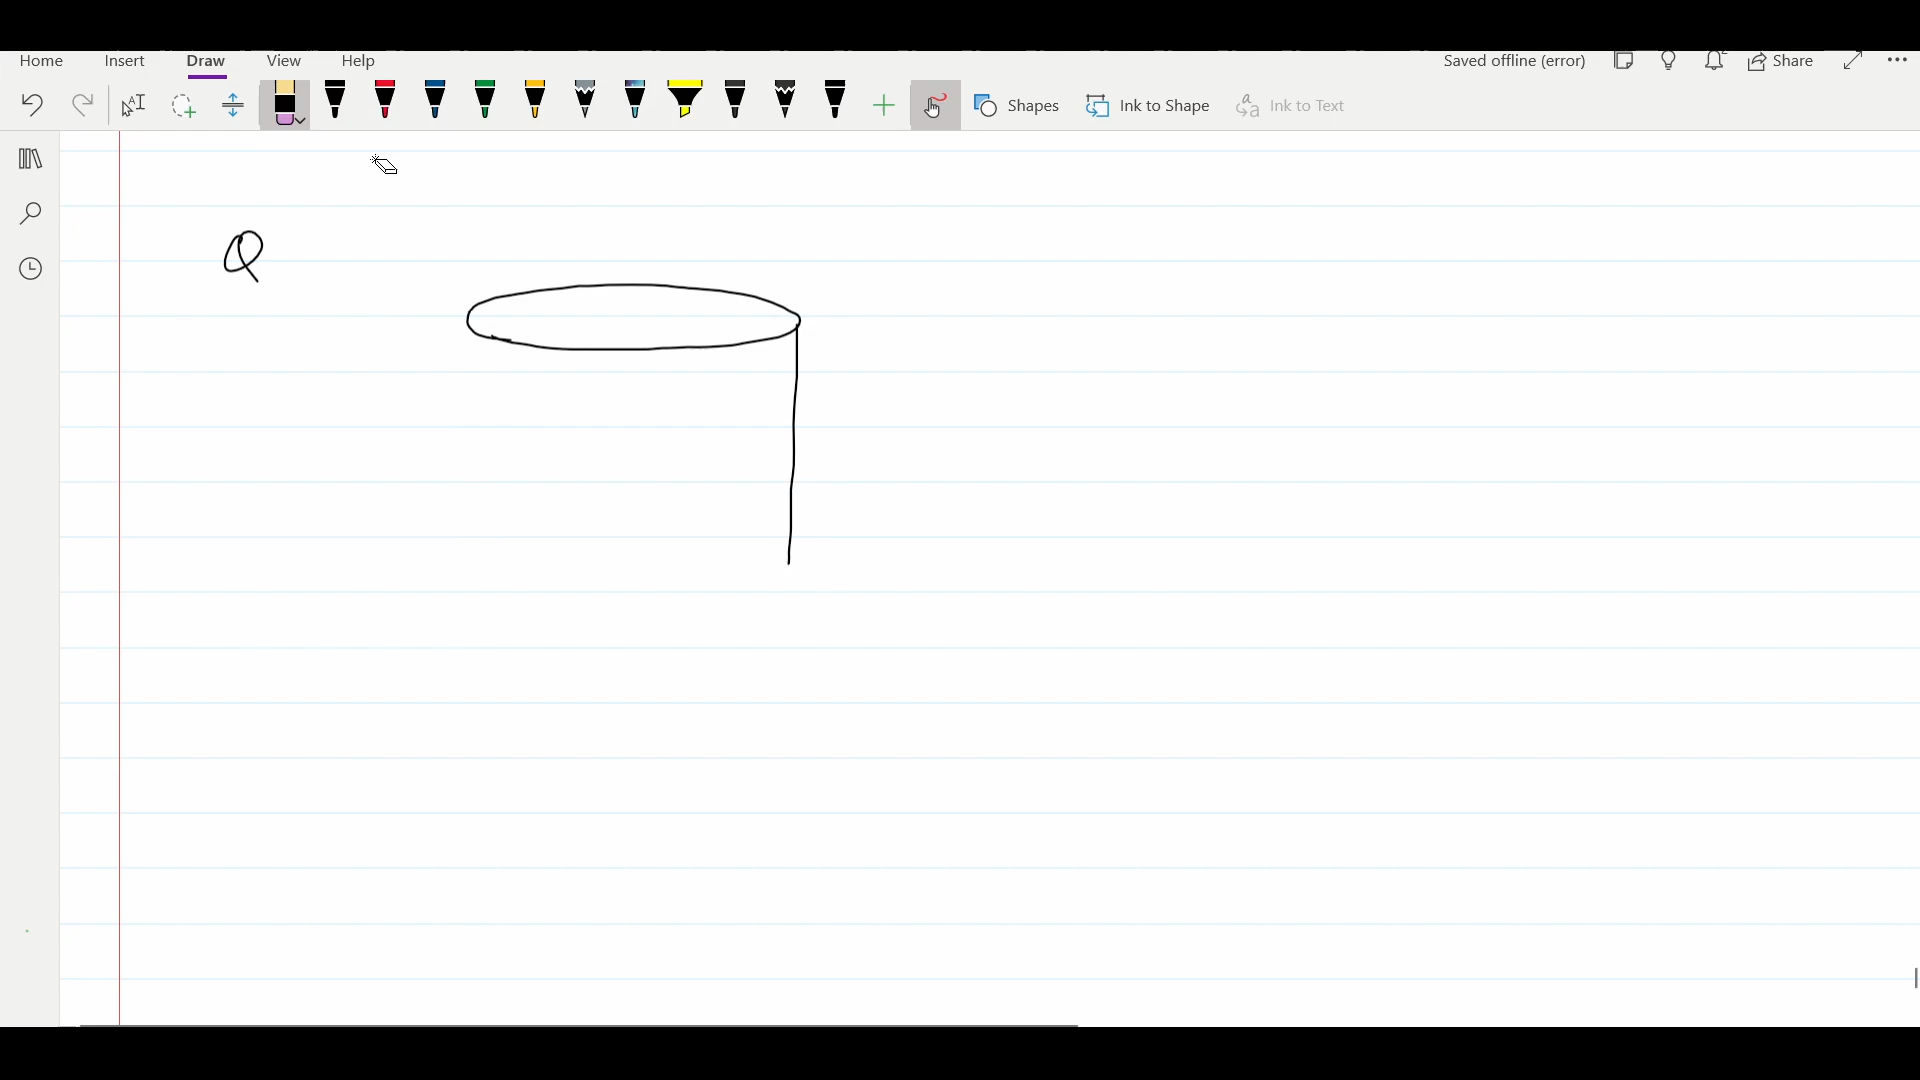 Home Insert Draw View Help Saved offline (error) Share
Shapes Ink to Shape Ink to Text
Q